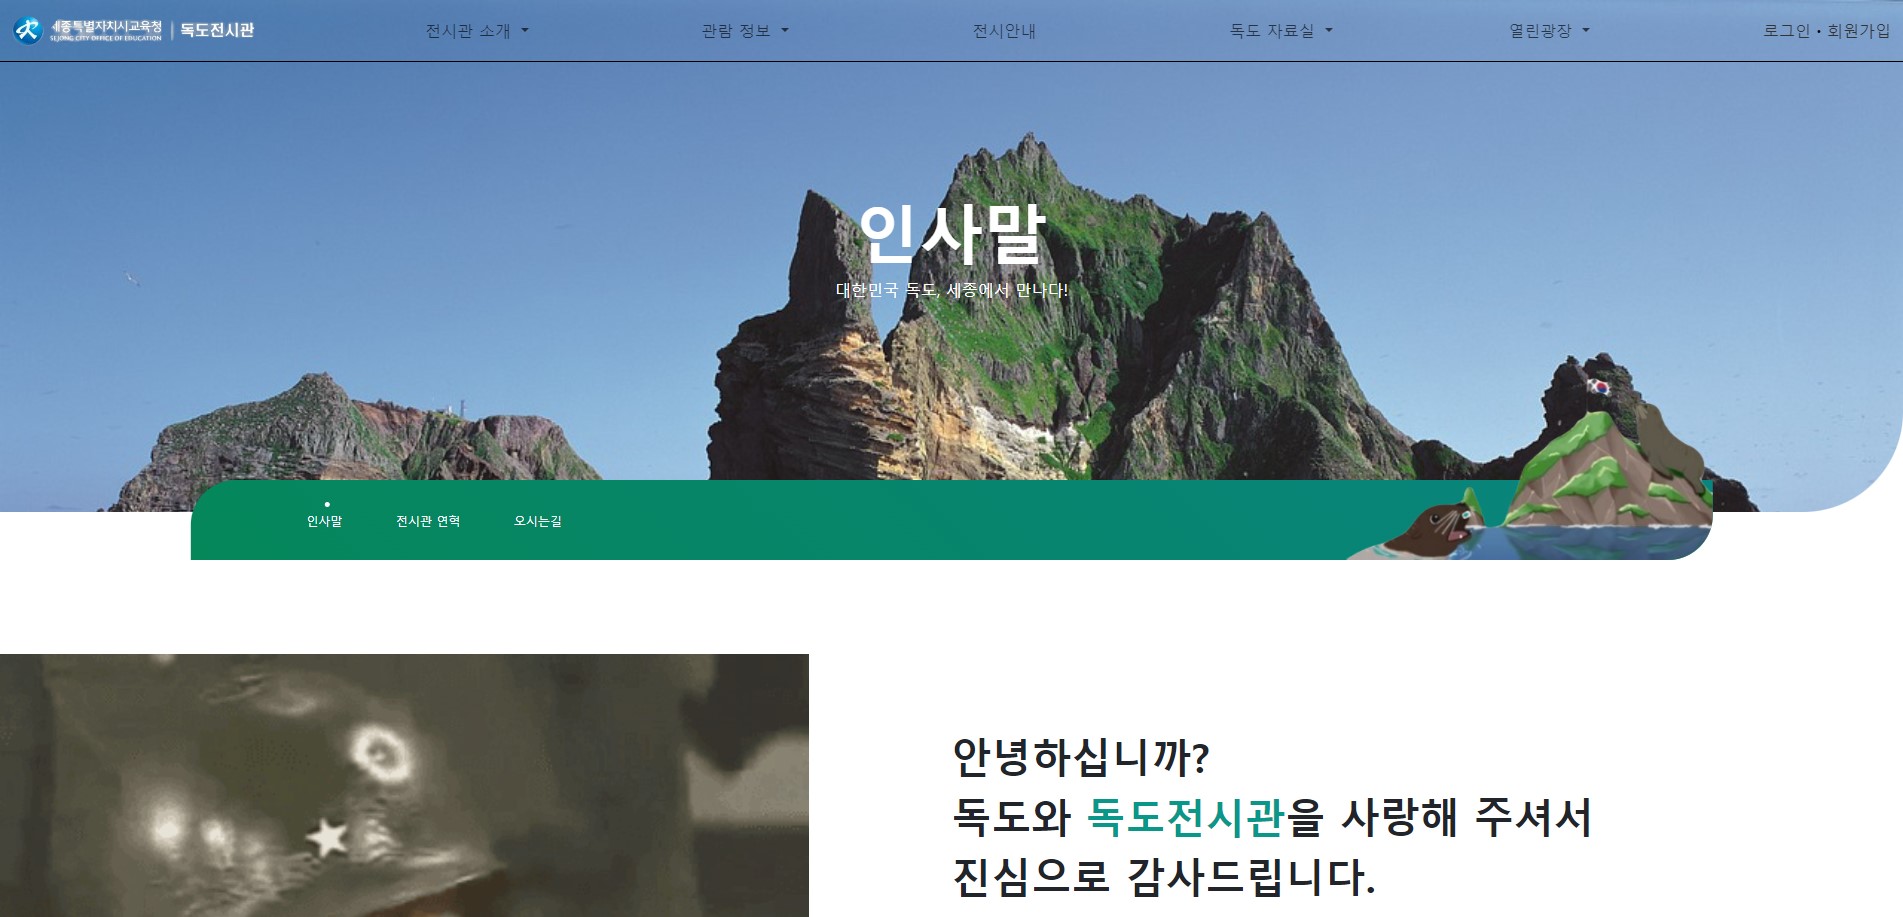 세종특별자치시교육청
SEJONG CITY OFFICE OF EDUCATION
독도전시관
전시관 소개
관람 정보
전시안내
독도 자료실
열린광장
로그인 • 회원가입
인사말
대한민국 독도, 세종에서 만나다!
인사말
전시관 연혁
오시는길
안녕하십니까?
독도와 독도전시관을 사랑해 주셔서
진심으로 감사드립니다.